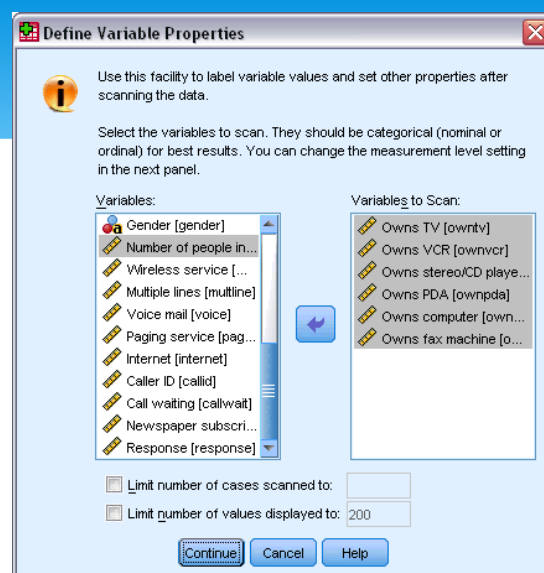 Define Variable Properties
Use this facility to label variable values and set other properties after
scanning the data.
Select the variables to scan. They should be categorical (nominal or
ordinal) for best results. You can change the measurement level setting
in the next panel.
Variables:
Gender [gender]
Number of people in...
Wireless service [...
Multiple lines [multline]
Voice mail [voice]
Paging service [pag...
Internet [internet]
Caller ID [callid]
Call waiting [callwait]
Newspaper subscri...
Response [response]
Variables to Scan:
Owns TV [owntv]
Owns VCR [ownvcr]
Owns stereo/CD playe...
Owns PDA [ownpda]
Owns computer [own...
Owns fax machine [o...
Limit number of cases scanned to:
Limit number of values displayed to: 200
Continue Cancel Help